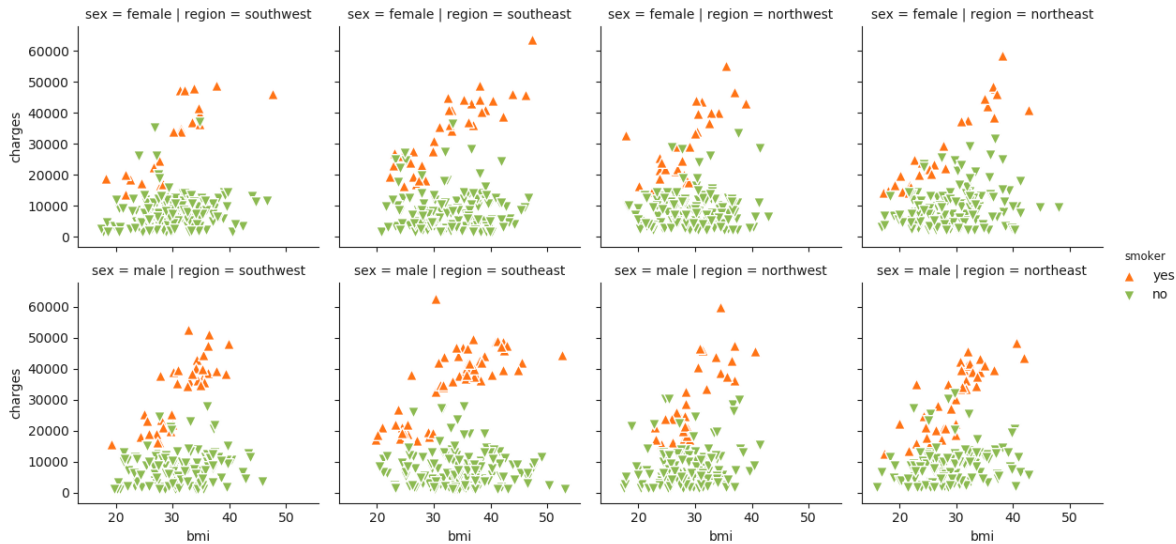 sex = female | region = southwest
sex = female | region = southeast
sex = female | region = northwest
sex = female | region = northeast
60000
50000
40000
30000
20000
10000
0
charges
sex = male | region = southwest
sex = male | region = southeast
sex = male | region = northwest
sex = male | region = northeast
smoker
yes
no
60000
50000
40000
30000
20000
10000
0
charges
20 30 40 50
20 30 40 50
20 30 40 50
20 30 40 50
bmi
bmi
bmi
bmi